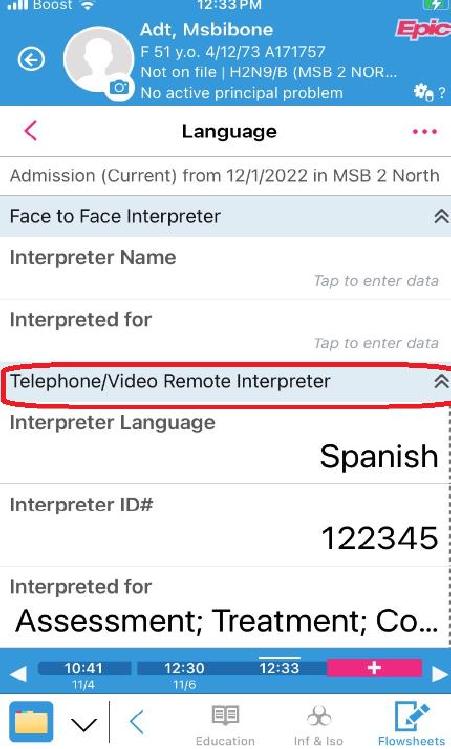 Boost 12:33 PM
Adt, Msbibone
Epic
F 51 y.o. 4/12/73 A171757
Not on file | H2N9/B (MSB 2 NOR...
No active principal problem
?
Language
Admission (Current) from 12/1/2022 in MSB 2 North
Face to Face Interpreter
Interpreter Name
Tap to enter data
Interpreted for
Tap to enter data
Telephone/Video Remote Interpreter
Interpreter Language
Spanish
Interpreter ID#
122345
Interpreted for
Assessment; Treatment; Co...
10:41 12:30 12:33 +
11/4 11/6
Education Inf & Iso Flowsheets